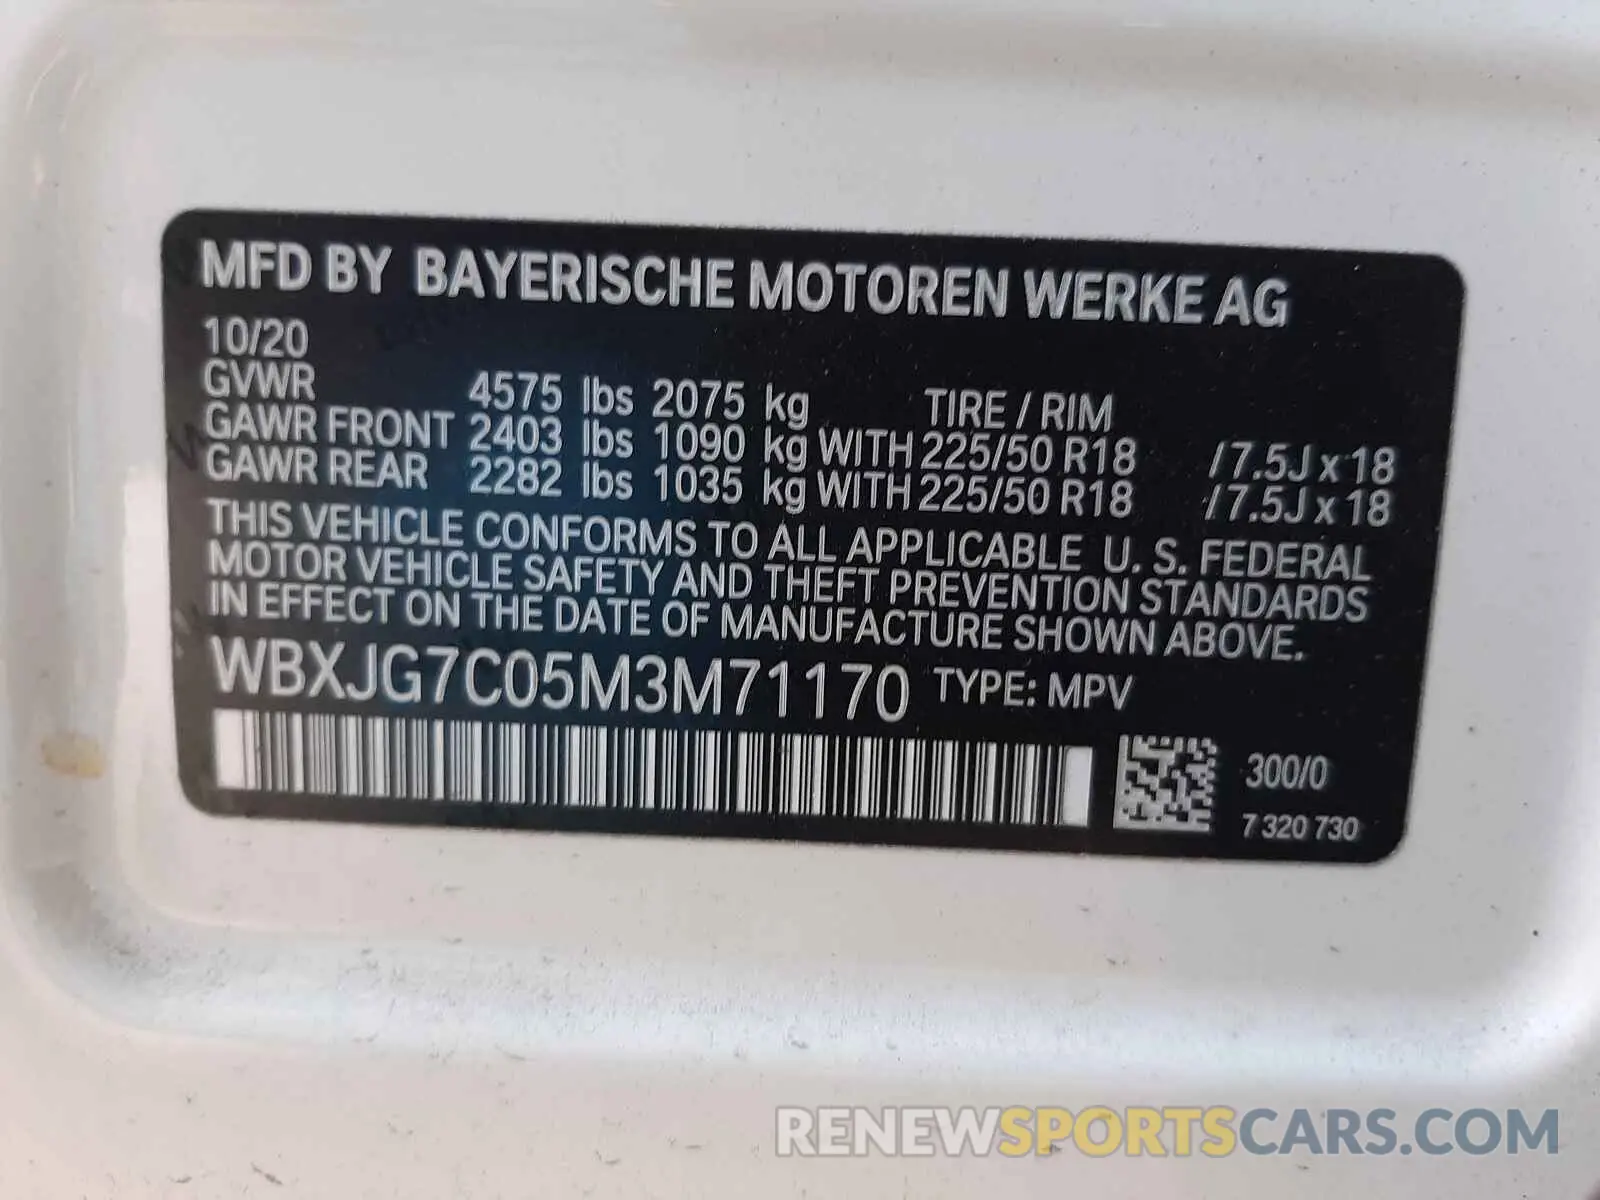 MFD BY BAYERISCHE MOTOREN WERKE AG
10/20
GVWR 4575 lbs 2075 kg TIRE / RIM
GAWR FRONT 2403 lbs 1090 kg WITH 225/50 R18 / 7.5J x 18
GAWR REAR 2282 lbs 1035 kg WITH 225/50 R18 / 7.5J x 18
THIS VEHICLE CONFORMS TO ALL APPLICABLE U. S. FEDERAL
MOTOR VEHICLE SAFETY AND THEFT PREVENTION STANDARDS
IN EFFECT ON THE DATE OF MANUFACTURE SHOWN ABOVE.
WBXJG7C05M3M71170 TYPE: MPV
300/0
7 320 730
RENEWSPORTSCARS.COM